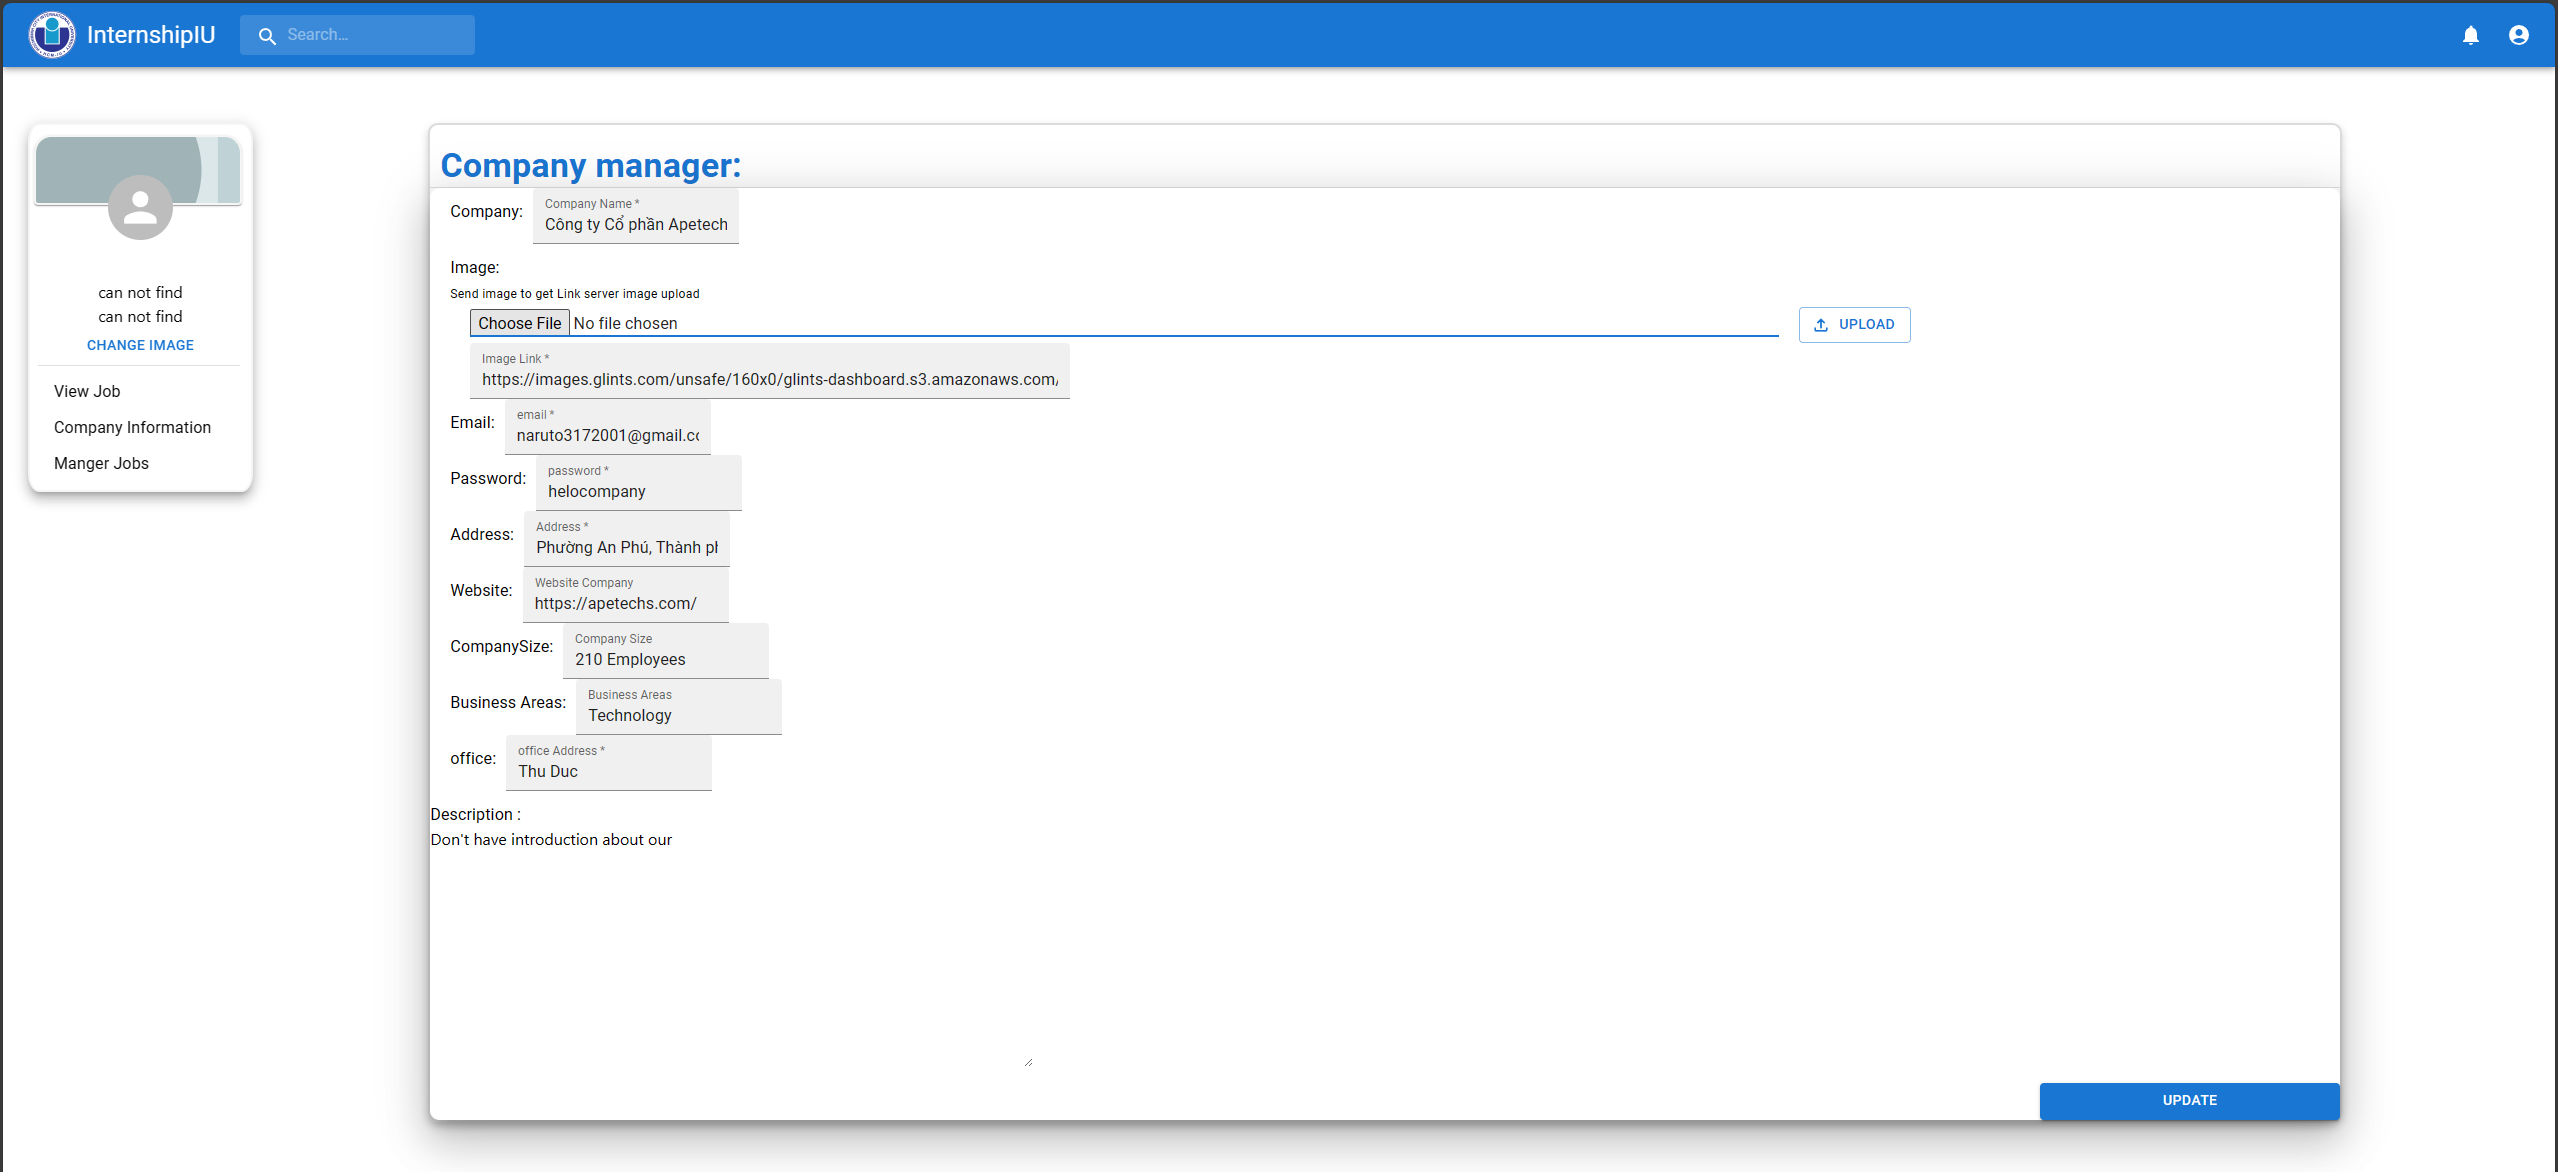 InternshipIU
Search...
can not find
can not find
CHANGE IMAGE
View Job
Company Information
Manger Jobs
Company manager:
Company:
Company Name *
Công ty Cổ phần Apetech
Image:
Send image to get Link server image upload
Choose File No file chosen
UPLOAD
Image Link *
https://images.glints.com/unsafe/160x0/glints-dashboard.s3.amazonaws.com/
Email:
email *
naruto3172001@gmail.co
Password:
password *
helocompany
Address:
Address *
Phường An Phú, Thành ph
Website:
Website Company
https://apetechs.com/
CompanySize:
Company Size
210 Employees
Business Areas:
Business Areas
Technology
office:
office Address *
Thu Duc
Description :
Don't have introduction about our
UPDATE